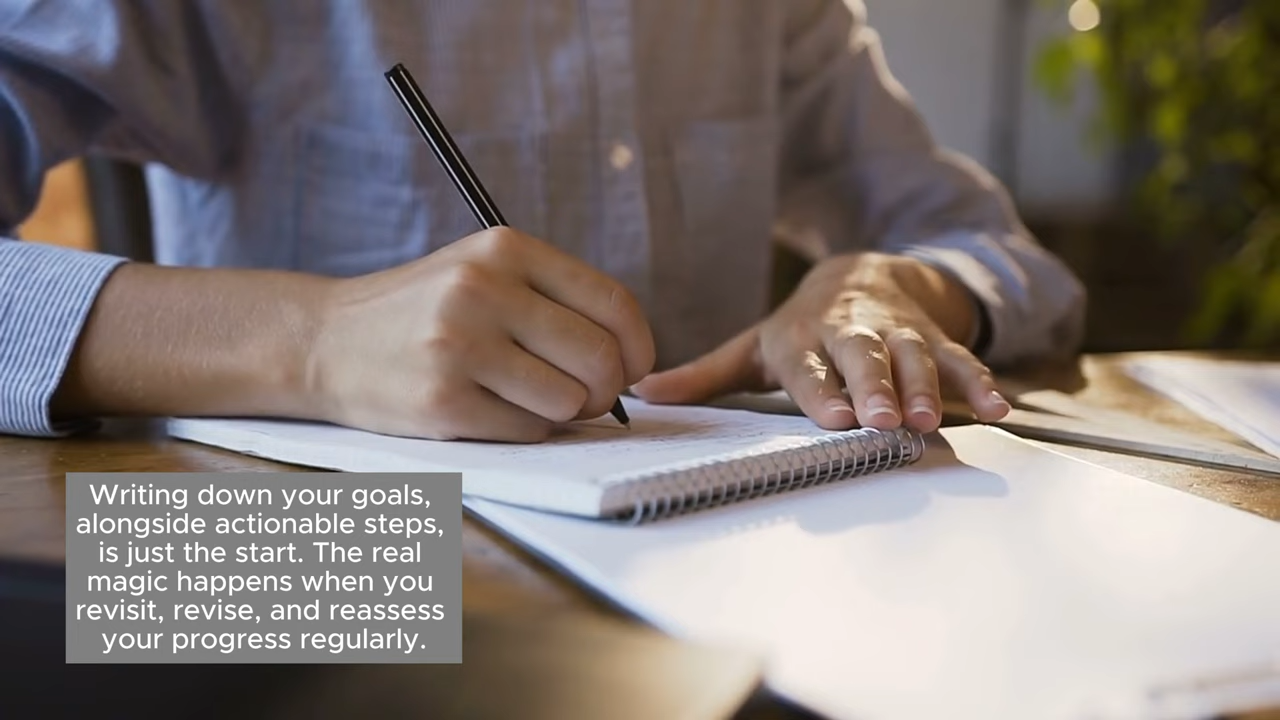 Writing down your goals,
alongside actionable steps,
is just the start. The real
magic happens when you
revisit, revise, and reassess
your progress regularly.